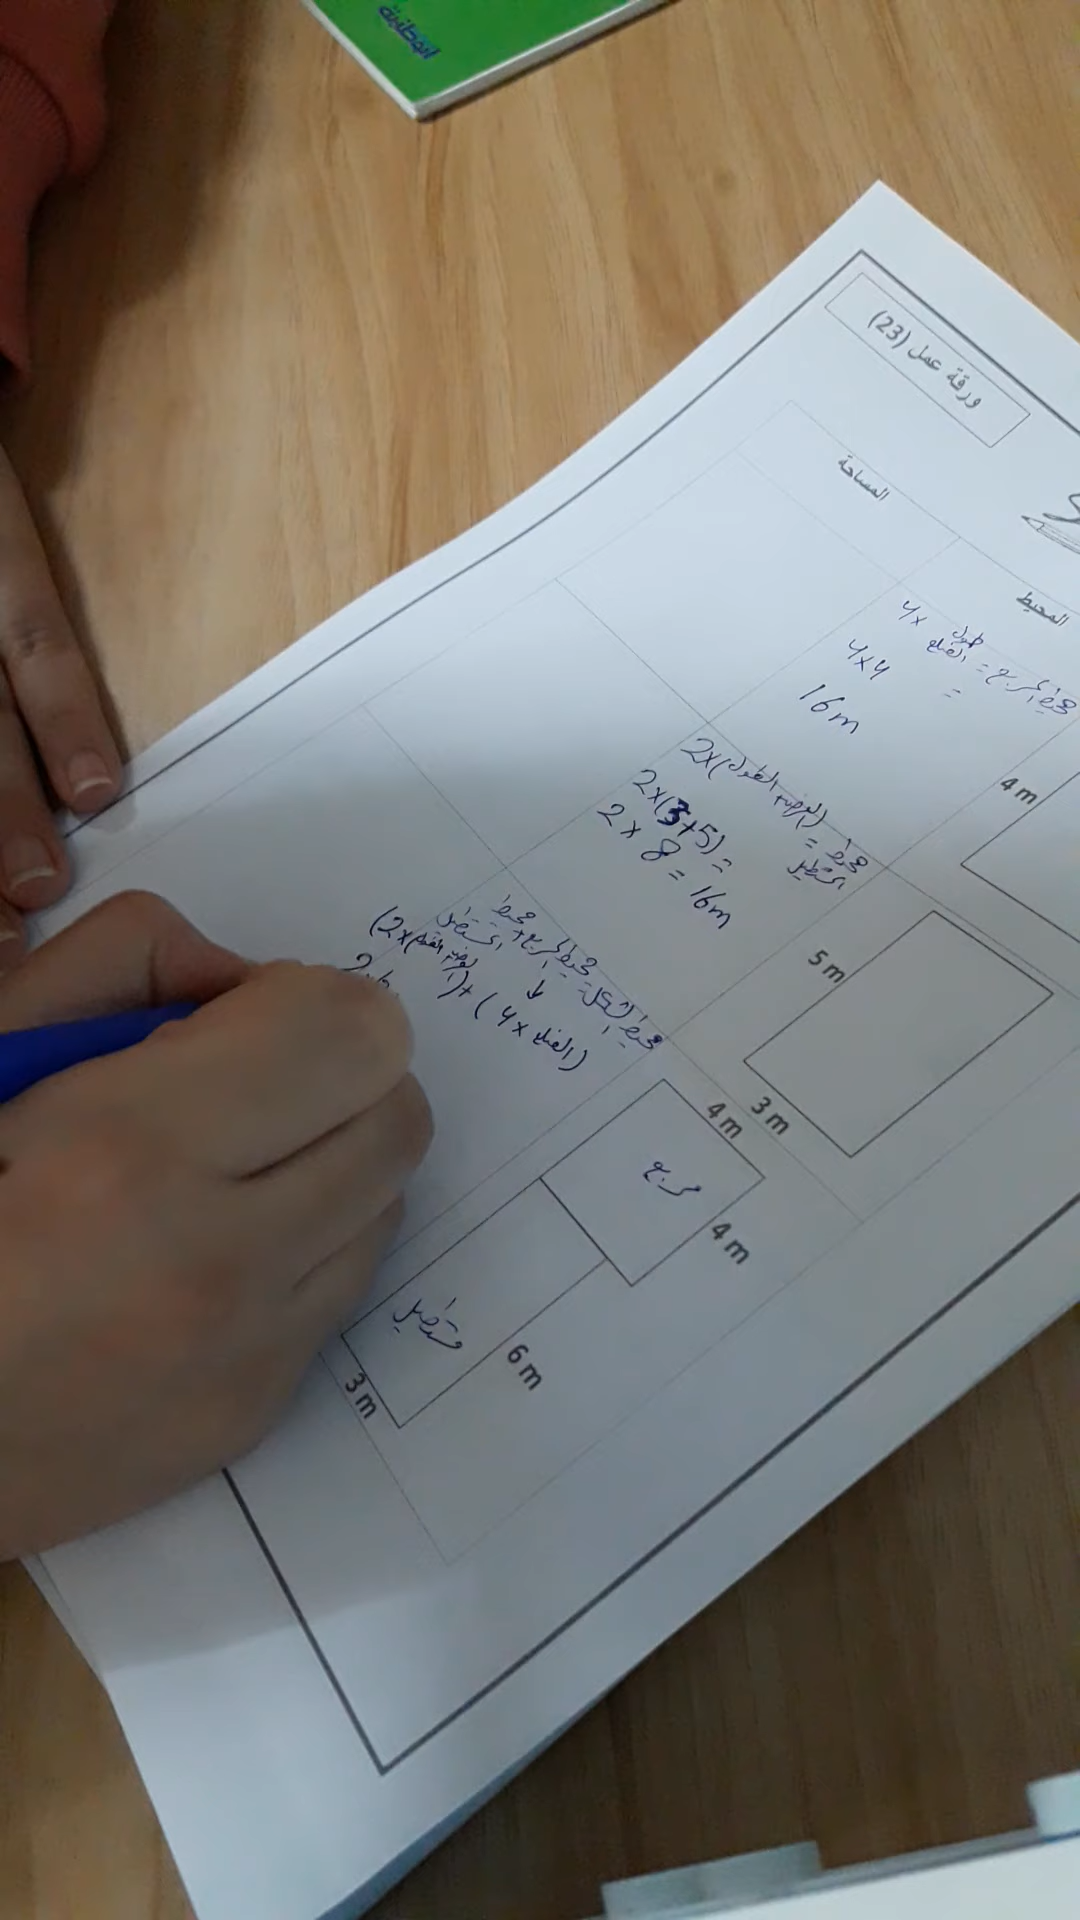 الوطنية
ورقة عمل (23)
المساحة
المحيط
محيط المربع = طول الضلع ×4
= 4×4
16m
4 m
محيط المستطيل = (العرض + الطول)×2
2×(3+5) =
2 × 8 = 16m
5 m
3 m
محيط الشكل = محيط المربع + محيط المستطيل
↓
(2×(العرض + الطول)) + (4× الضلع)
4 m
مربع
4 m
مستطيل
6 m
3 m